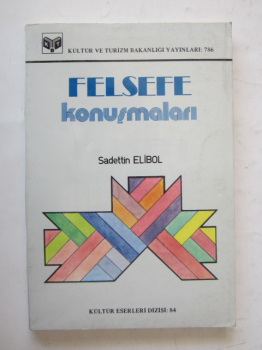 KÜLTÜR VE TURİZM BAKANLIĞI YAYINLARI: 786
FELSEFE
konuşmaları
Sadettin ELİBOL
KÜLTÜR ESERLERİ DİZİSİ: 84